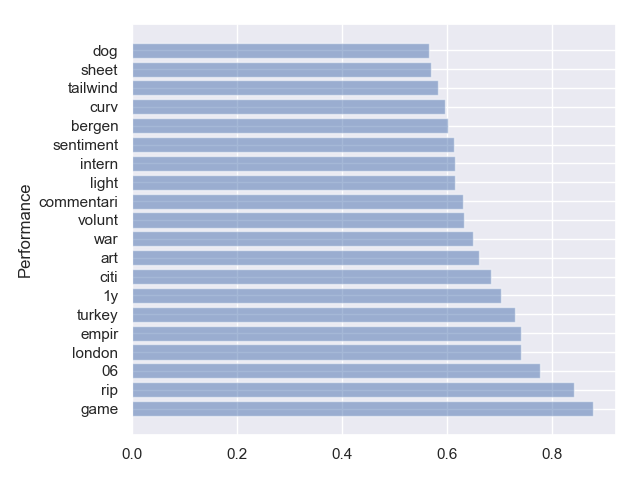 dog
sheet
tailwind
curv
bergen
sentiment
intern
light
commentari
volunt
war
art
citi
1y
turkey
empir
london
06
rip
game
Performance
0.0 0.2 0.4 0.6 0.8